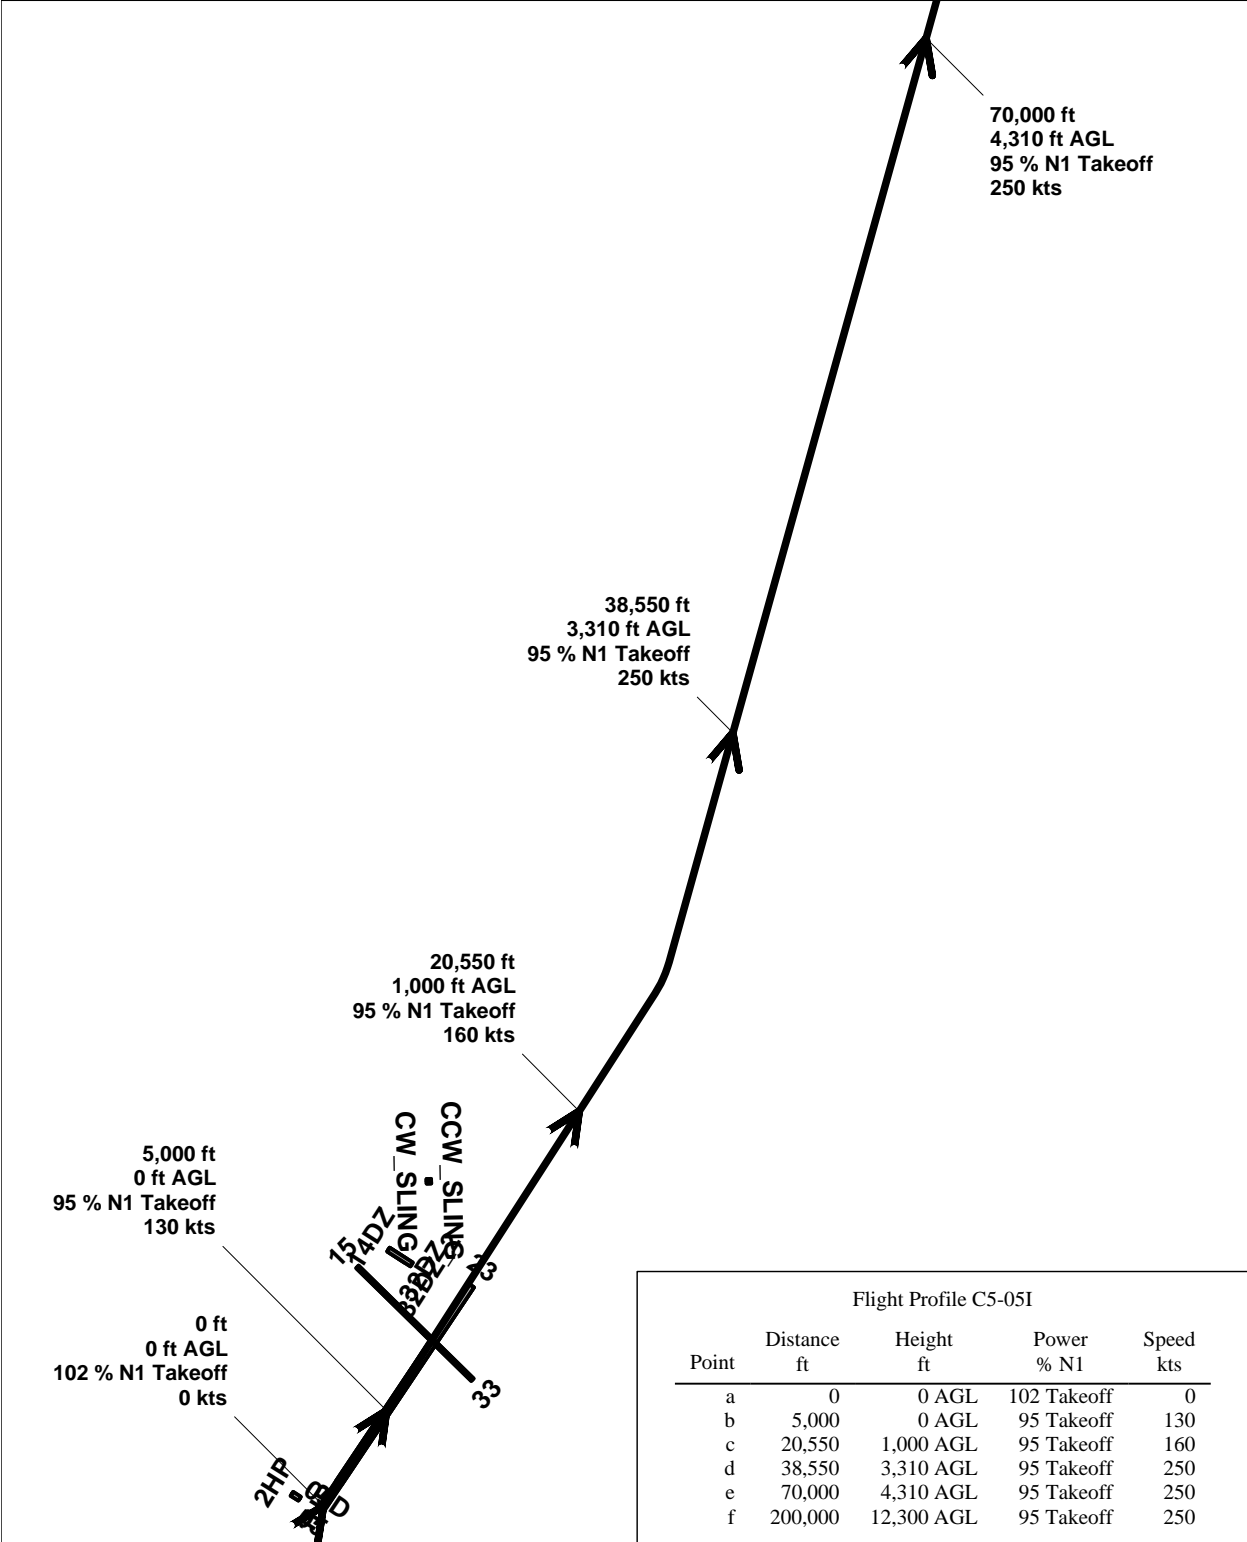 70,000 ft
4,310 ft AGL
95 % N1 Takeoff
250 kts
38,550 ft
3,310 ft AGL
95 % N1 Takeoff
250 kts
20,550 ft
1,000 ft AGL
95 % N1 Takeoff
160 kts
5,000 ft
0 ft AGL
95 % N1 Takeoff
130 kts
CW_SLING
CCW_SLING
15
14DZ
32DZ
23
33
0 ft
0 ft AGL
102 % N1 Takeoff
0 kts
2HP
Flight Profile C5-05I
Point Distance ft Height ft Power % N1 Speed kts
a 0 0 AGL 102 Takeoff 0
b 5,000 0 AGL 95 Takeoff 130
c 20,550 1,000 AGL 95 Takeoff 160
d 38,550 3,310 AGL 95 Takeoff 250
e 70,000 4,310 AGL 95 Takeoff 250
f 200,000 12,300 AGL 95 Takeoff 250